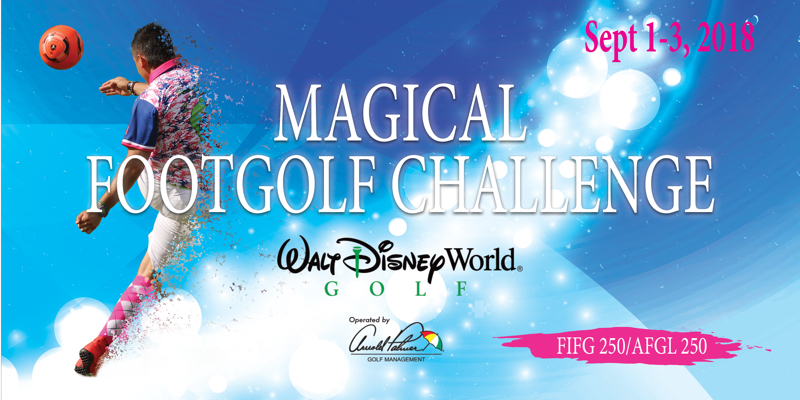 Sept 1-3, 2018
MAGICAL
FOOTGOLF CHALLENGE
WALT DISNEY World®
GOLF
Operated by
Arnold Palmer
GOLF MANAGEMENT
FIFG 250/AFGL 250